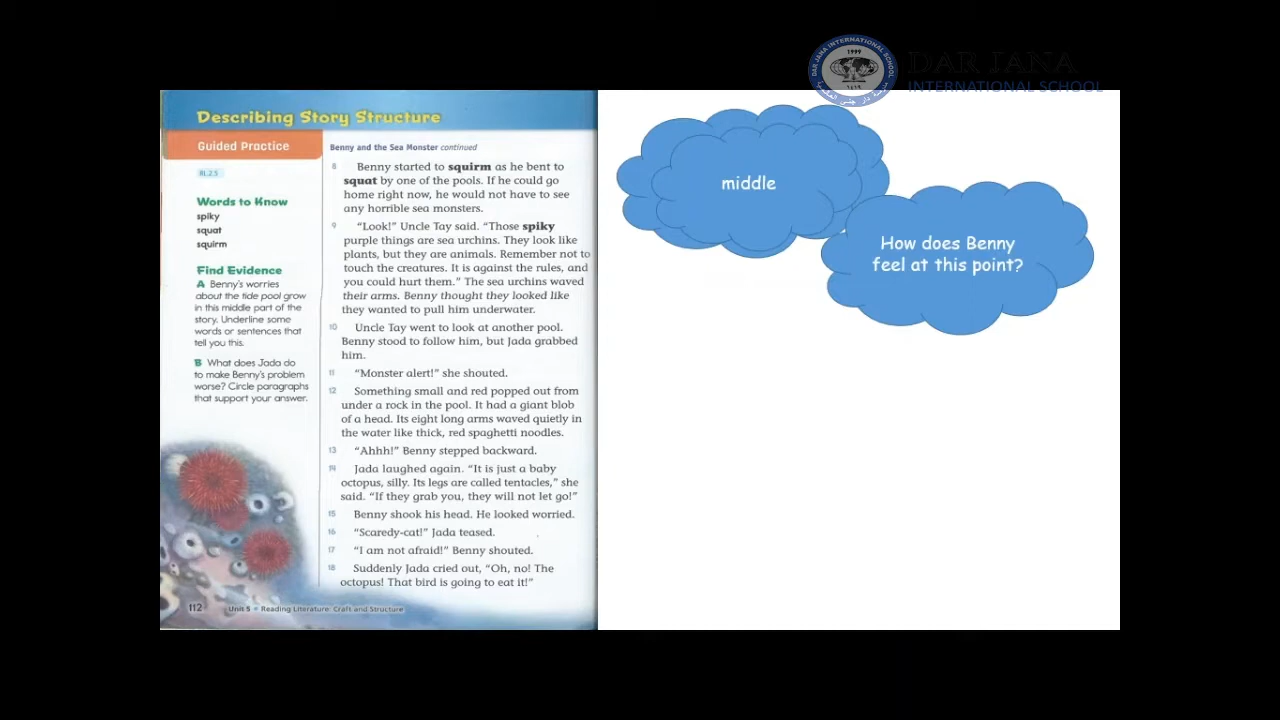 DAR JANA
INTERNATIONAL SCHOOL
1999
١٤١٩
DAR JANA INTERNATIONAL SCHOOL
Describing Story Structure
Guided Practice
RL.2.5
Words to Know
spiky
squat
squirm
Find Evidence
A Benny's worries
about the tide pool grow
in this middle part of the
story. Underline some
words or sentences that
tell you this.
B What does Jada do
to make Benny's problem
worse? Circle paragraphs
that support your answer.
Benny and the Sea Monster continued
8 Benny started to squirm as he bent to
squat by one of the pools. If he could go
home right now, he would not have to see
any horrible sea monsters.
9 “Look!” Uncle Tay said. “Those spiky
purple things are sea urchins. They look like
plants, but they are animals. Remember not to
touch the creatures. It is against the rules, and
you could hurt them.” The sea urchins waved
their arms. Benny thought they looked like
they wanted to pull him underwater.
10 Uncle Tay went to look at another pool.
Benny stood to follow him, but Jada grabbed
him.
11 “Monster alert!” she shouted.
12 Something small and red popped out from
under a rock in the pool. It had a giant blob
of a head. Its eight long arms waved quietly in
the water like thick, red spaghetti noodles.
13 “Ahhh!” Benny stepped backward.
14 Jada laughed again. “It is just a baby
octopus, silly. Its legs are called tentacles,” she
said. “If they grab you, they will not let go!”
15 Benny shook his head. He looked worried.
16 “Scaredy-cat!” Jada teased.
17 “I am not afraid!” Benny shouted.
18 Suddenly Jada cried out, “Oh, no! The
octopus! That bird is going to eat it!”
112 Unit 5 Reading Literature: Craft and Structure
middle
How does Benny
feel at this point?